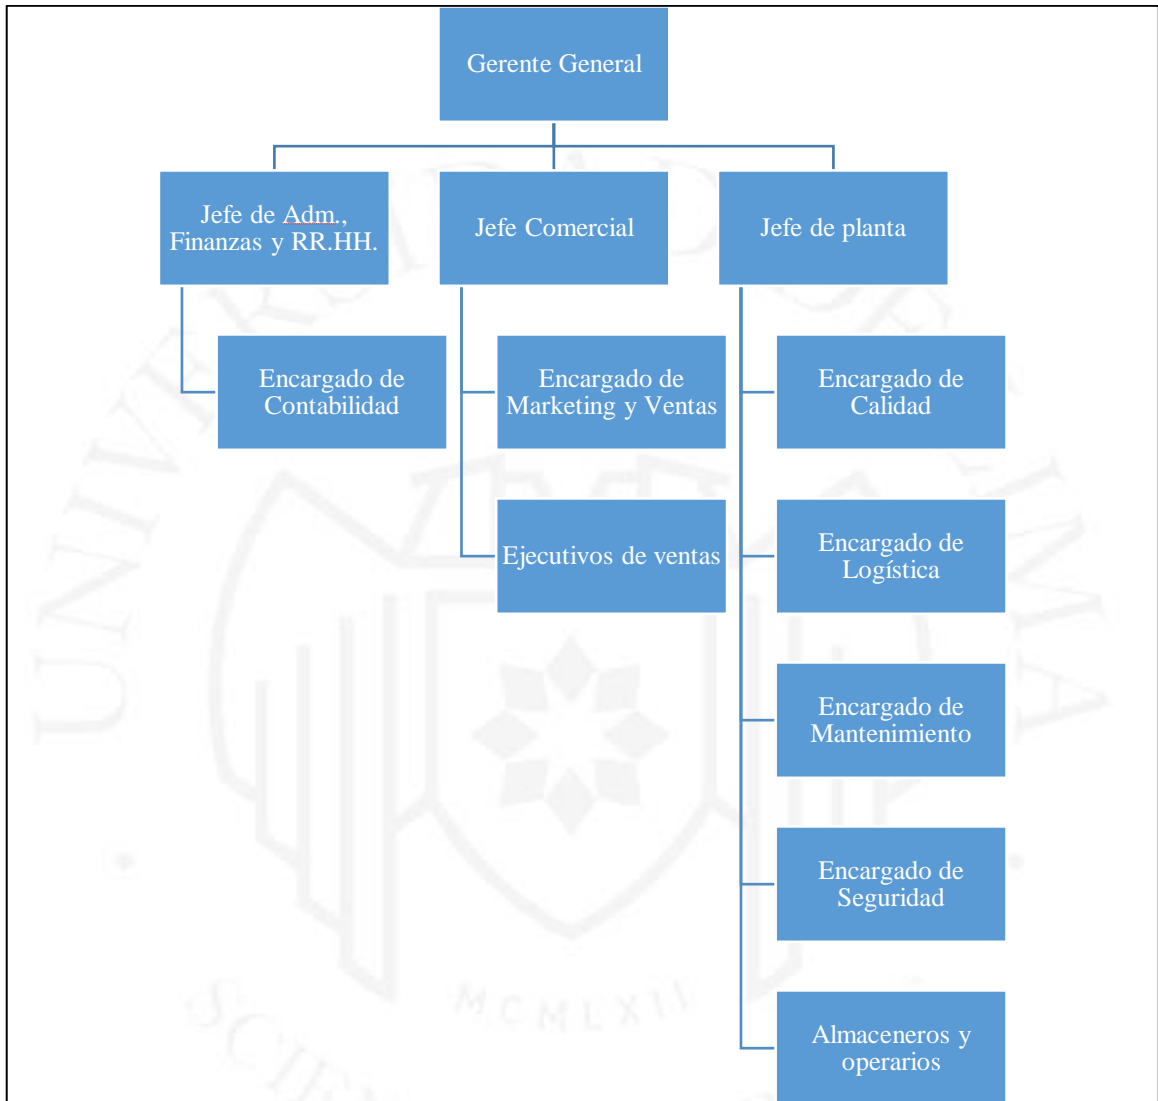 Gerente General
Jefe de Adm.,
Finanzas y RR.HH.
Jefe Comercial
Jefe de planta
Encargado de
Contabilidad
Encargado de
Marketing y Ventas
Encargado de
Calidad
Ejecutivos de ventas
Encargado de
Logística
Encargado de
Mantenimiento
Encargado de
Seguridad
Almaceneros y
operarios
MCMLXII